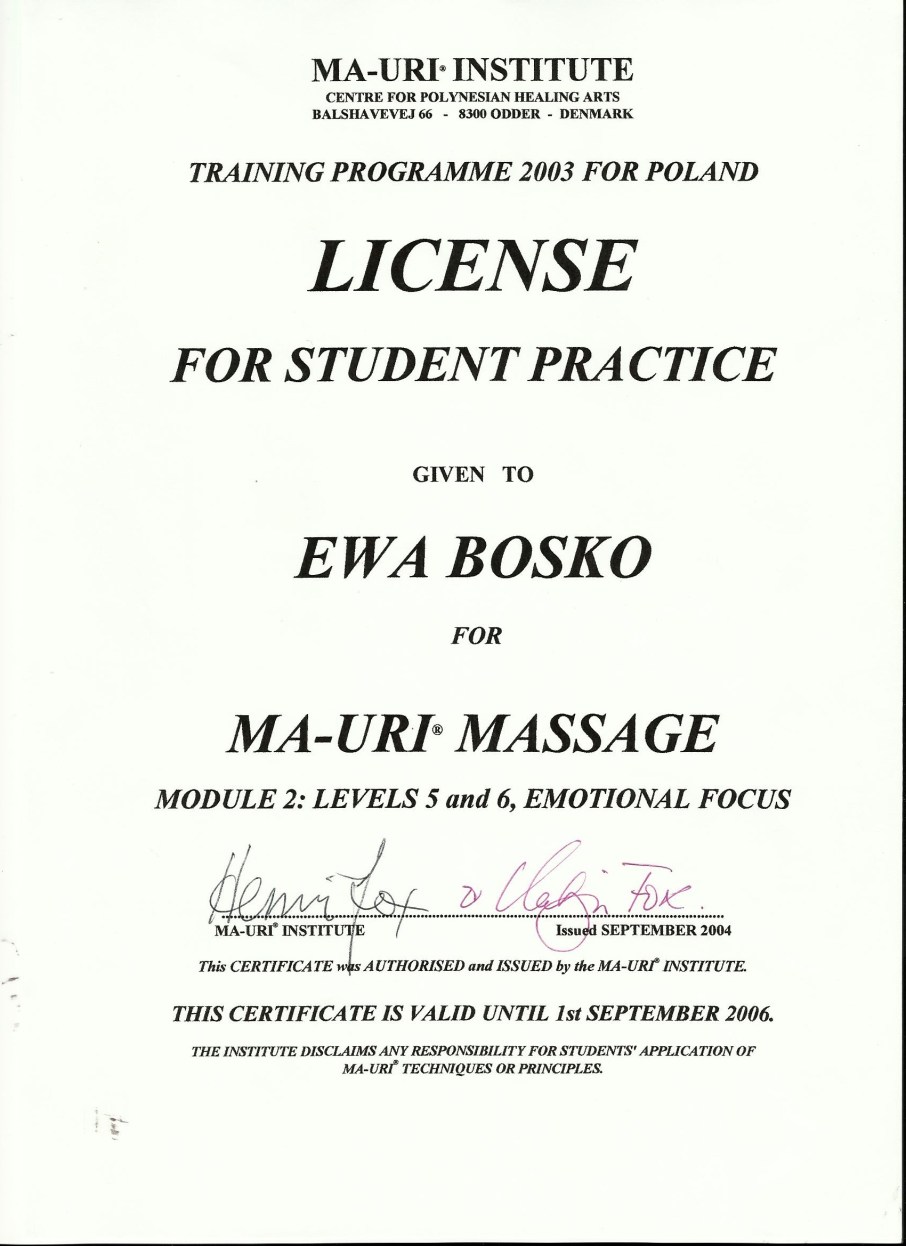 MA-URI® INSTITUTE
CENTRE FOR POLYNESIAN HEALING ARTS
BALSHAVEVEJ 66 - 8300 ODDER - DENMARK
TRAINING PROGRAMME 2003 FOR POLAND
LICENSE
FOR STUDENT PRACTICE
GIVEN TO
EWA BOSKO
FOR
MA-URI® MASSAGE
MODULE 2: LEVELS 5 and 6, EMOTIONAL FOCUS
Hemi Fox Fox
MA-URI® INSTITUTE Issued SEPTEMBER 2004
This CERTIFICATE was AUTHORISED and ISSUED by the MA-URI® INSTITUTE.
THIS CERTIFICATE IS VALID UNTIL 1st SEPTEMBER 2006.
THE INSTITUTE DISCLAIMS ANY RESPONSIBILITY FOR STUDENTS' APPLICATION OF
MA-URI® TECHNIQUES OR PRINCIPLES.